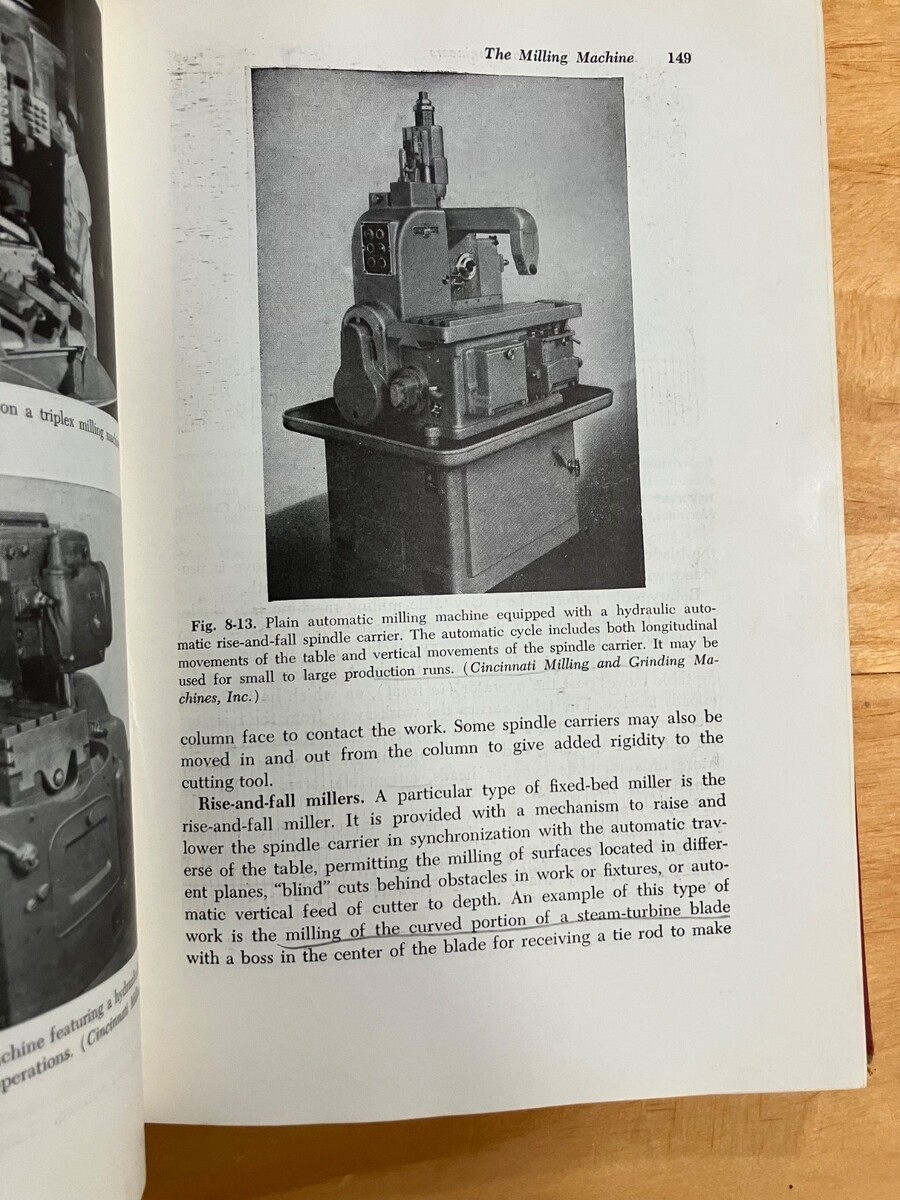 on a triplex milling
chine featuring a
operations. (
The Milling Machine 149
Fig. 8-13. Plain automatic milling machine equipped with a hydraulic auto-
matic rise-and-fall spindle carrier. The automatic cycle includes both longitudinal
movements of the table and vertical movements of the spindle carrier. It may be
used for small to large production runs. (Cincinnati Milling and Grinding Ma-
chines, Inc.)
column face to contact the work. Some spindle carriers may also be
moved in and out from the column to give added rigidity to the
cutting tool.
Rise-and-fall millers. A particular type of fixed-bed miller is the
rise-and-fall miller. It is provided with a mechanism to raise and
lower the spindle carrier in synchronization with the automatic trav-
erse of the table, permitting the milling of surfaces located in differ-
ent planes, “blind” cuts behind obstacles in work or fixtures, or auto-
matic vertical feed of cutter to depth. An example of this type of
work is the milling of the curved portion of a steam-turbine blade
with a boss in the center of the blade for receiving a tie rod to make